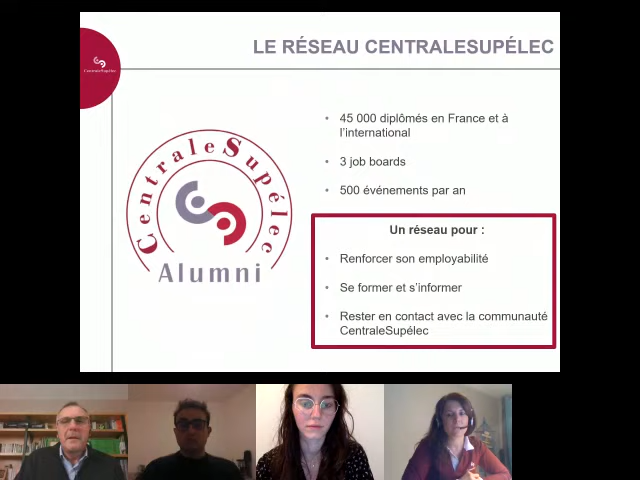 LE RÉSEAU CENTRALESUPÉLEC
CentraleSupélec
CentraleSupélec
Alumni
• 45 000 diplômés en France et à
l’international
• 3 job boards
• 500 événements par an
Un réseau pour :
• Renforcer son employabilité
• Se former et s’informer
• Rester en contact avec la communauté
CentraleSupélec